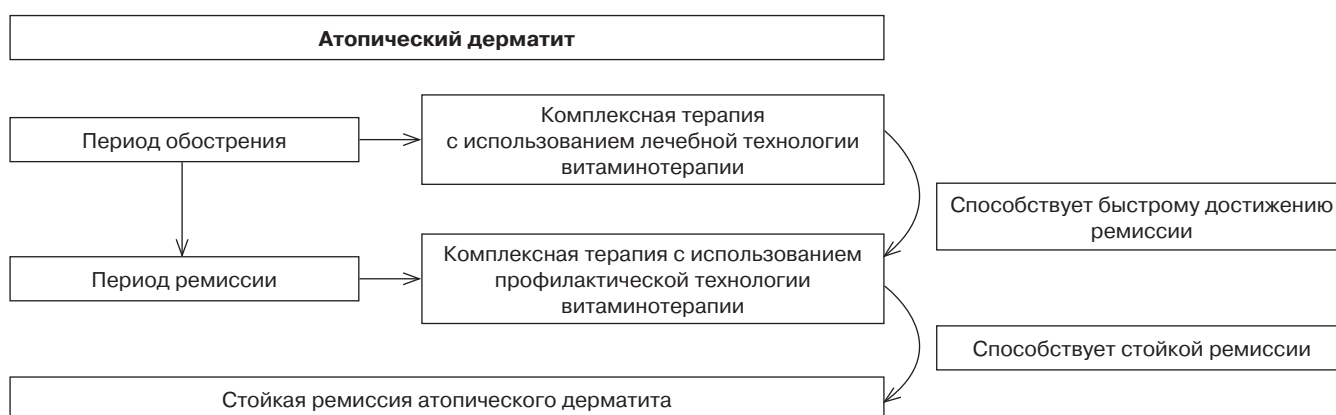 Атопический дерматит
Период обострения
Комплексная терапия
с использованием лечебной технологии
витаминотерапии
Способствует быстрому достижению
ремиссии
Период ремиссии
Комплексная терапия с использованием
профилактической технологии
витаминотерапии
Способствует стойкой ремиссии
Стойкая ремиссия атопического дерматита